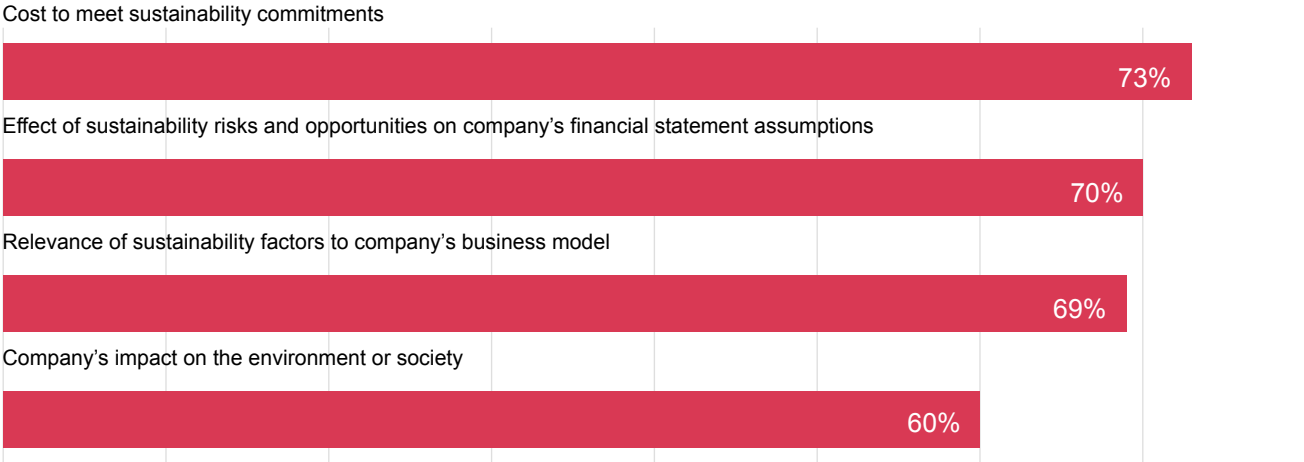 Cost to meet sustainability commitments
73%
Effect of sustainability risks and opportunities on company’s financial statement assumptions
70%
Relevance of sustainability factors to company’s business model
69%
Company’s impact on the environment or society
60%